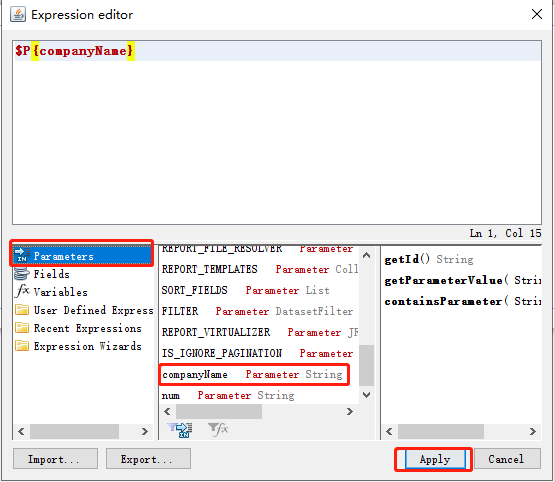 Expression editor
$P{companyName}
Ln 1, Col 15
Parameters
Fields
Variables
User Defined Express
Recent Expressions
Expression Wizards
REPORT_FILE_RESOLVER Parameter
REPORT_TEMPLATES Parameter Coll
SORT_FIELDS Parameter List
FILTER Parameter DatasetFilter
REPORT_VIRTUALIZER Parameter JR
IS_IGNORE_PAGINATION Parameter
companyName Parameter String
num Parameter String
getId() String
getParameterValue( Strin
containsParameter( Strin
Import...
Export...
Apply
Cancel